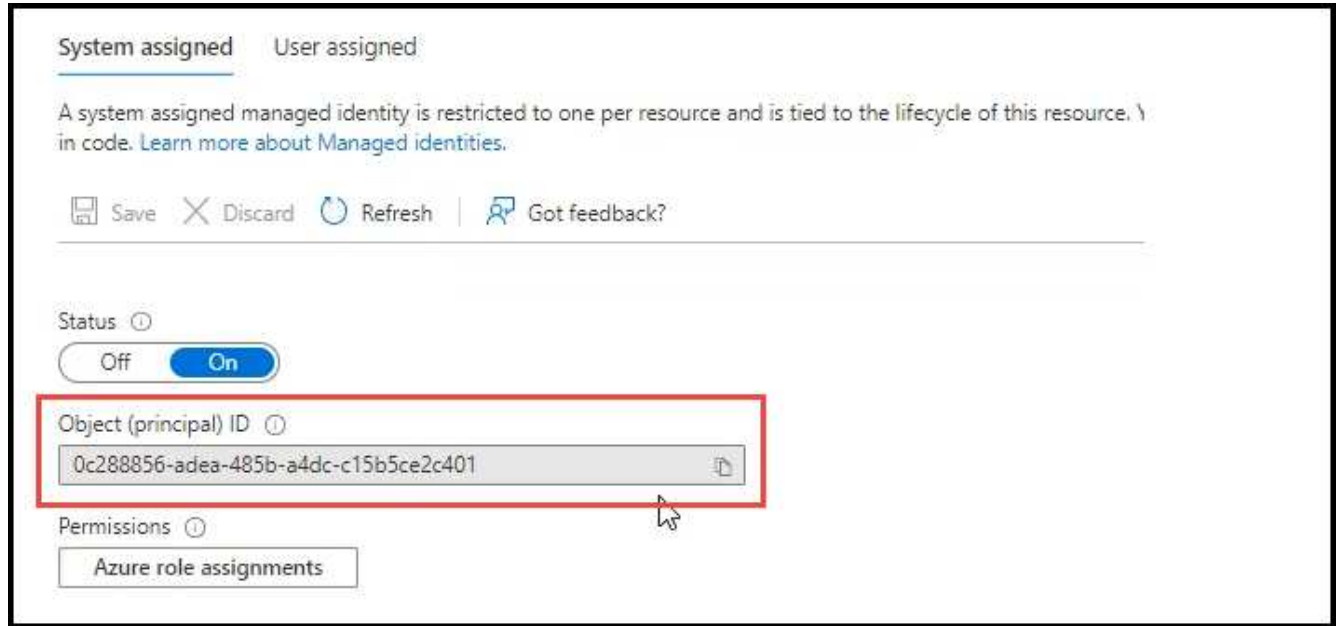 System assigned User assigned
A system assigned managed identity is restricted to one per resource and is tied to the lifecycle of this resource.
in code. Learn more about Managed identities.
Save Discard Refresh Got feedback?
Status
Off On
Object (principal) ID
0c288856-adea-485b-a4dc-c15b5ce2c401
Permissions
Azure role assignments